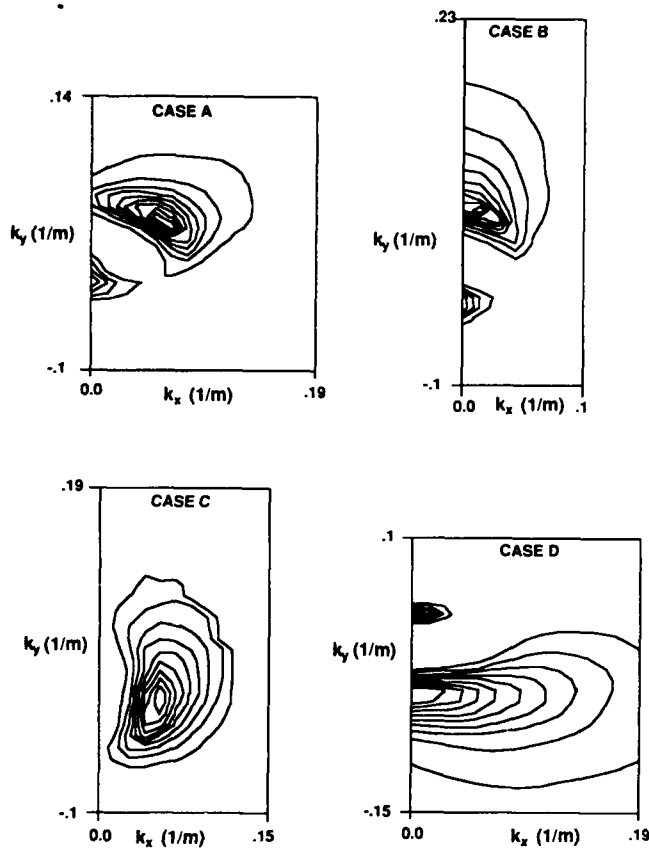 CASE A
.14
k_y (1/m)
-.1
0.0
k_x (1/m)
.19
CASE B
.23
k_y (1/m)
-.1
0.0
k_x (1/m)
.1
CASE C
.19
k_y (1/m)
-.1
0.0
k_x (1/m)
.15
CASE D
.1
k_y (1/m)
-.15
0.0
k_x (1/m)
.19